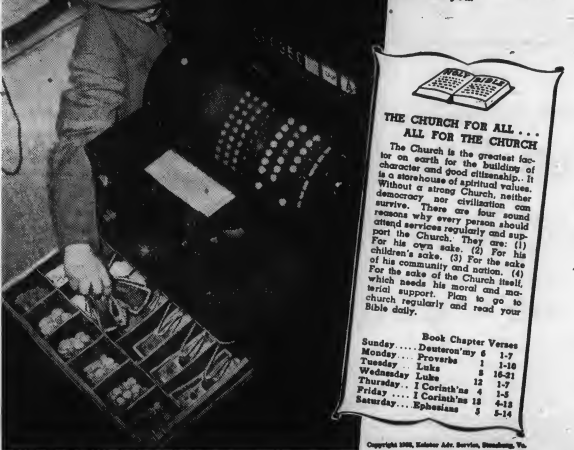 HOLY BIBLE
THE CHURCH FOR ALL . . .
ALL FOR THE CHURCH
The Church is the greatest fac-
tor on earth for the building of
character and good citizenship. It
is a storehouse of spiritual values.
Without a strong Church, neither
democracy nor civilization can
survive. There are four sound
reasons why every person should
attend services regularly and sup-
port the Church. They are: (1)
For his own sake. (2) For his
children's sake. (3) For the sake
of his community and nation. (4)
For the sake of the Church itself,
which needs his moral and ma-
terial support. Plan to go to
church regularly and read your
Bible daily.
Book Chapter Verses
Sunday.....Deuteron'my 6 1-7
Monday.... Proverbs 1 1-10
Tuesday .. Luke 16-21
Wednesday Luke 12 1-7
Thursday.. I Corinth'ns 4 1-5
Friday .... I Corinth'ns 13 4-13
Saturday....Ephesians 5 5-14
Copyright Keister Adv. Service, Strasburg, Va.